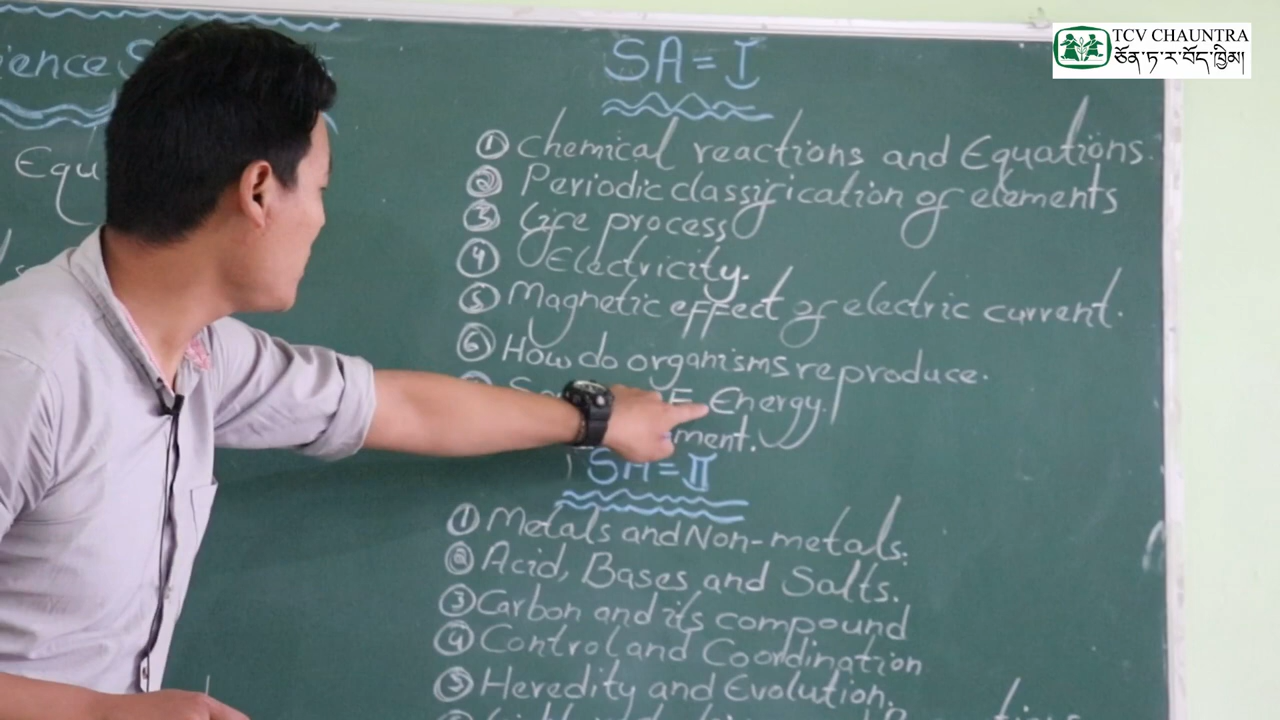 TCV CHAUNTRA
ཅོན་ཏ་ར་བོད་ཁྱིམ།
ience S
Equ
SA = I
① Chemical reactions and Equations.
② Periodic classification of elements
③ Life process
④ Electricity.
⑤ Magnetic effect of electric current.
⑥ How do organisms reproduce.
Energy.
ment.
SA = II
① Metals and Non-metals.
② Acid, Bases and Salts.
③ Carbon and its compound
④ Control and Coordination
⑤ Heredity and Evolution.